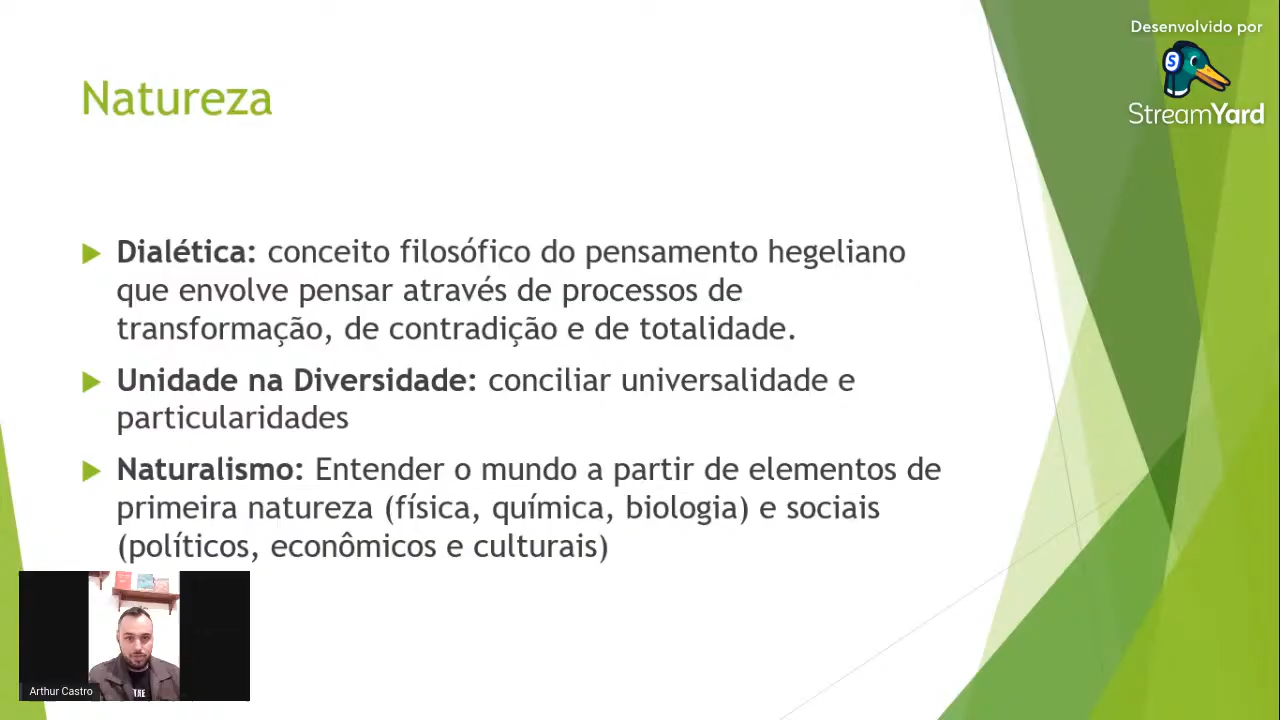 Desenvolvido por
S
StreamYard
Natureza
Dialética: conceito filosófico do pensamento hegeliano
que envolve pensar através de processos de
transformação, de contradição e de totalidade.
Unidade na Diversidade: conciliar universalidade e
particularidades
Naturalismo: Entender o mundo a partir de elementos de
primeira natureza (física, química, biologia) e sociais
(políticos, econômicos e culturais)
Arthur Castro